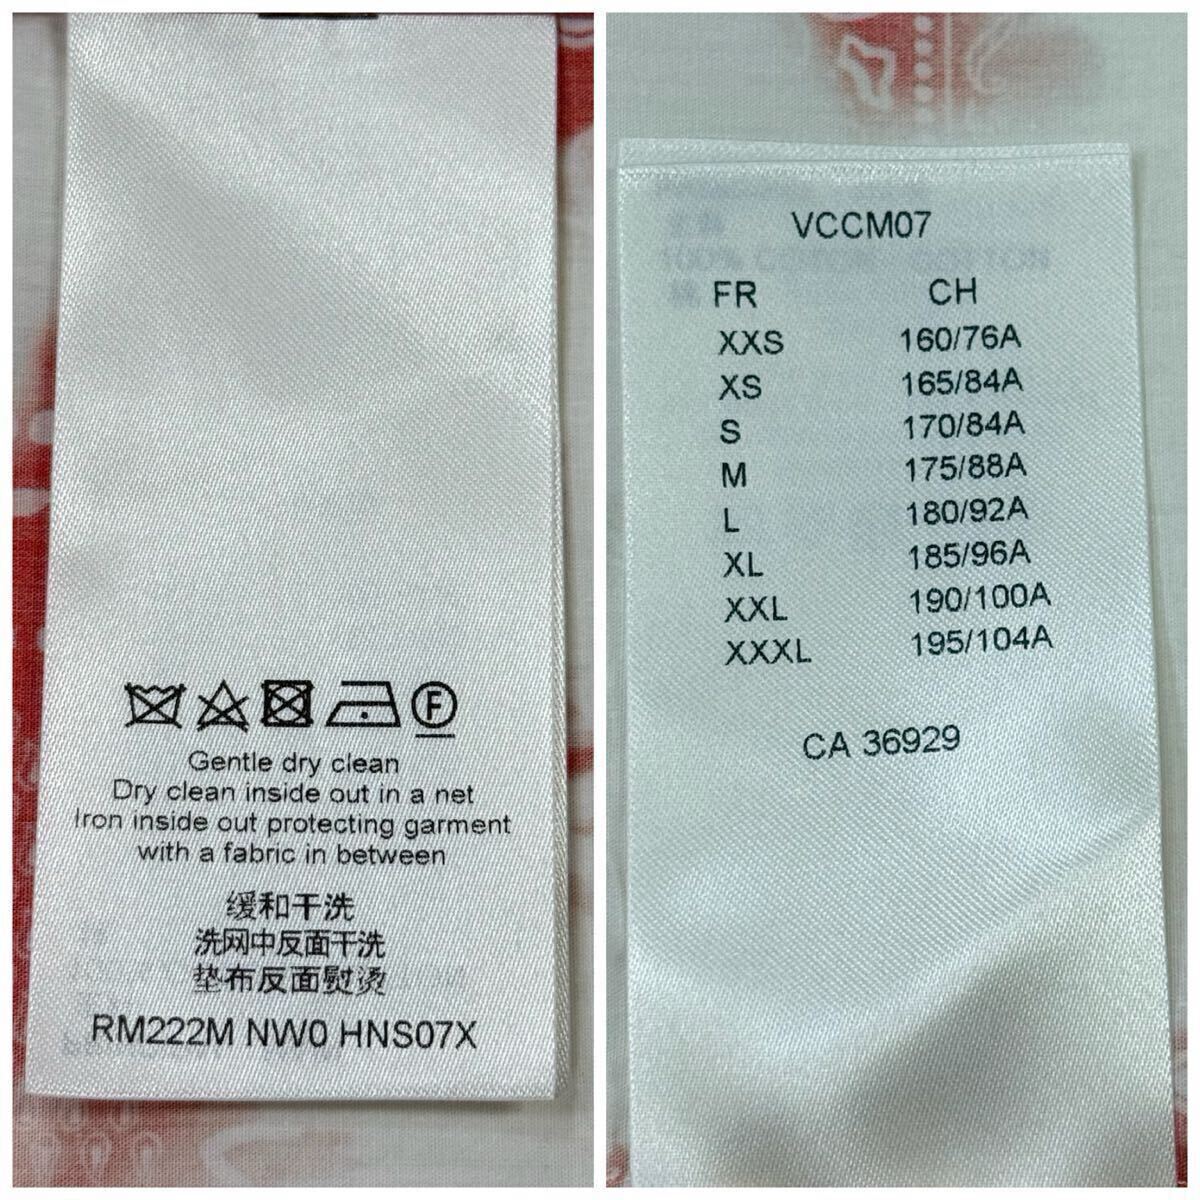 F
Gentle dry clean
Dry clean inside out in a net
Iron inside out protecting garment
with a fabric in between
缓和干洗
洗网中反面干洗
垫布反面熨烫
RM222M NW0 HNS07X
VCCM07
100% COTON COTTON
FR CH
XXS 160/76A
XS 165/84A
S 170/84A
M 175/88A
L 180/92A
XL 185/96A
XXL 190/100A
XXXL 195/104A
CA 36929